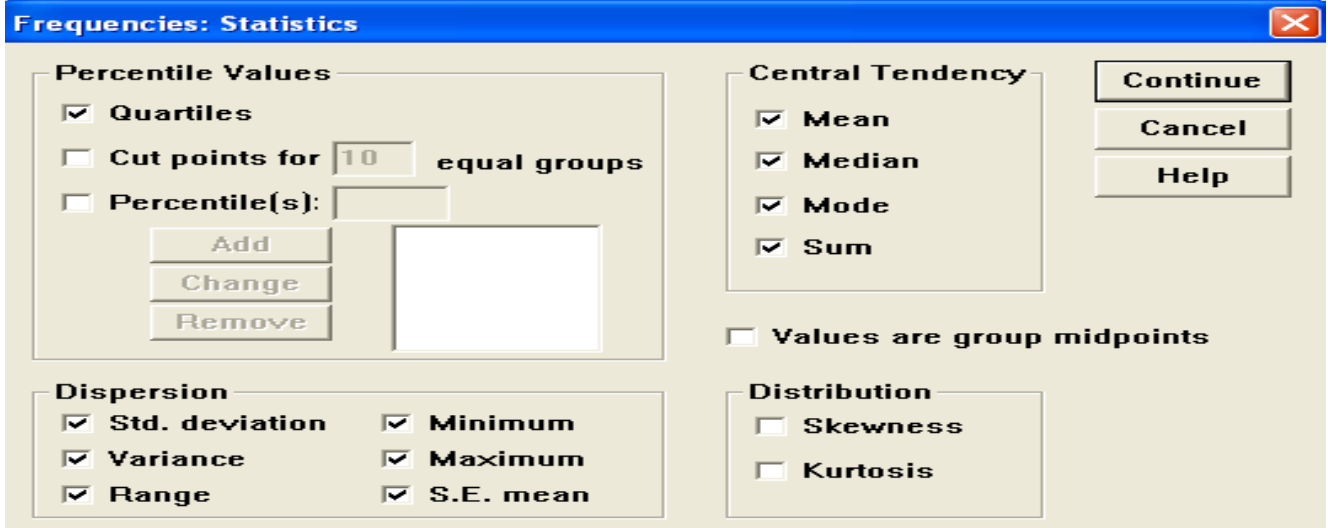 Frequencies: Statistics
Percentile Values
Quartiles
Cut points for 10 equal groups
Percentile(s):
Add
Change
Remove
Central Tendency
Mean
Median
Mode
Sum
Continue
Cancel
Help
Values are group midpoints
Dispersion
Std. deviation Minimum
Variance Maximum
Range S.E. mean
Distribution
Skewness
Kurtosis